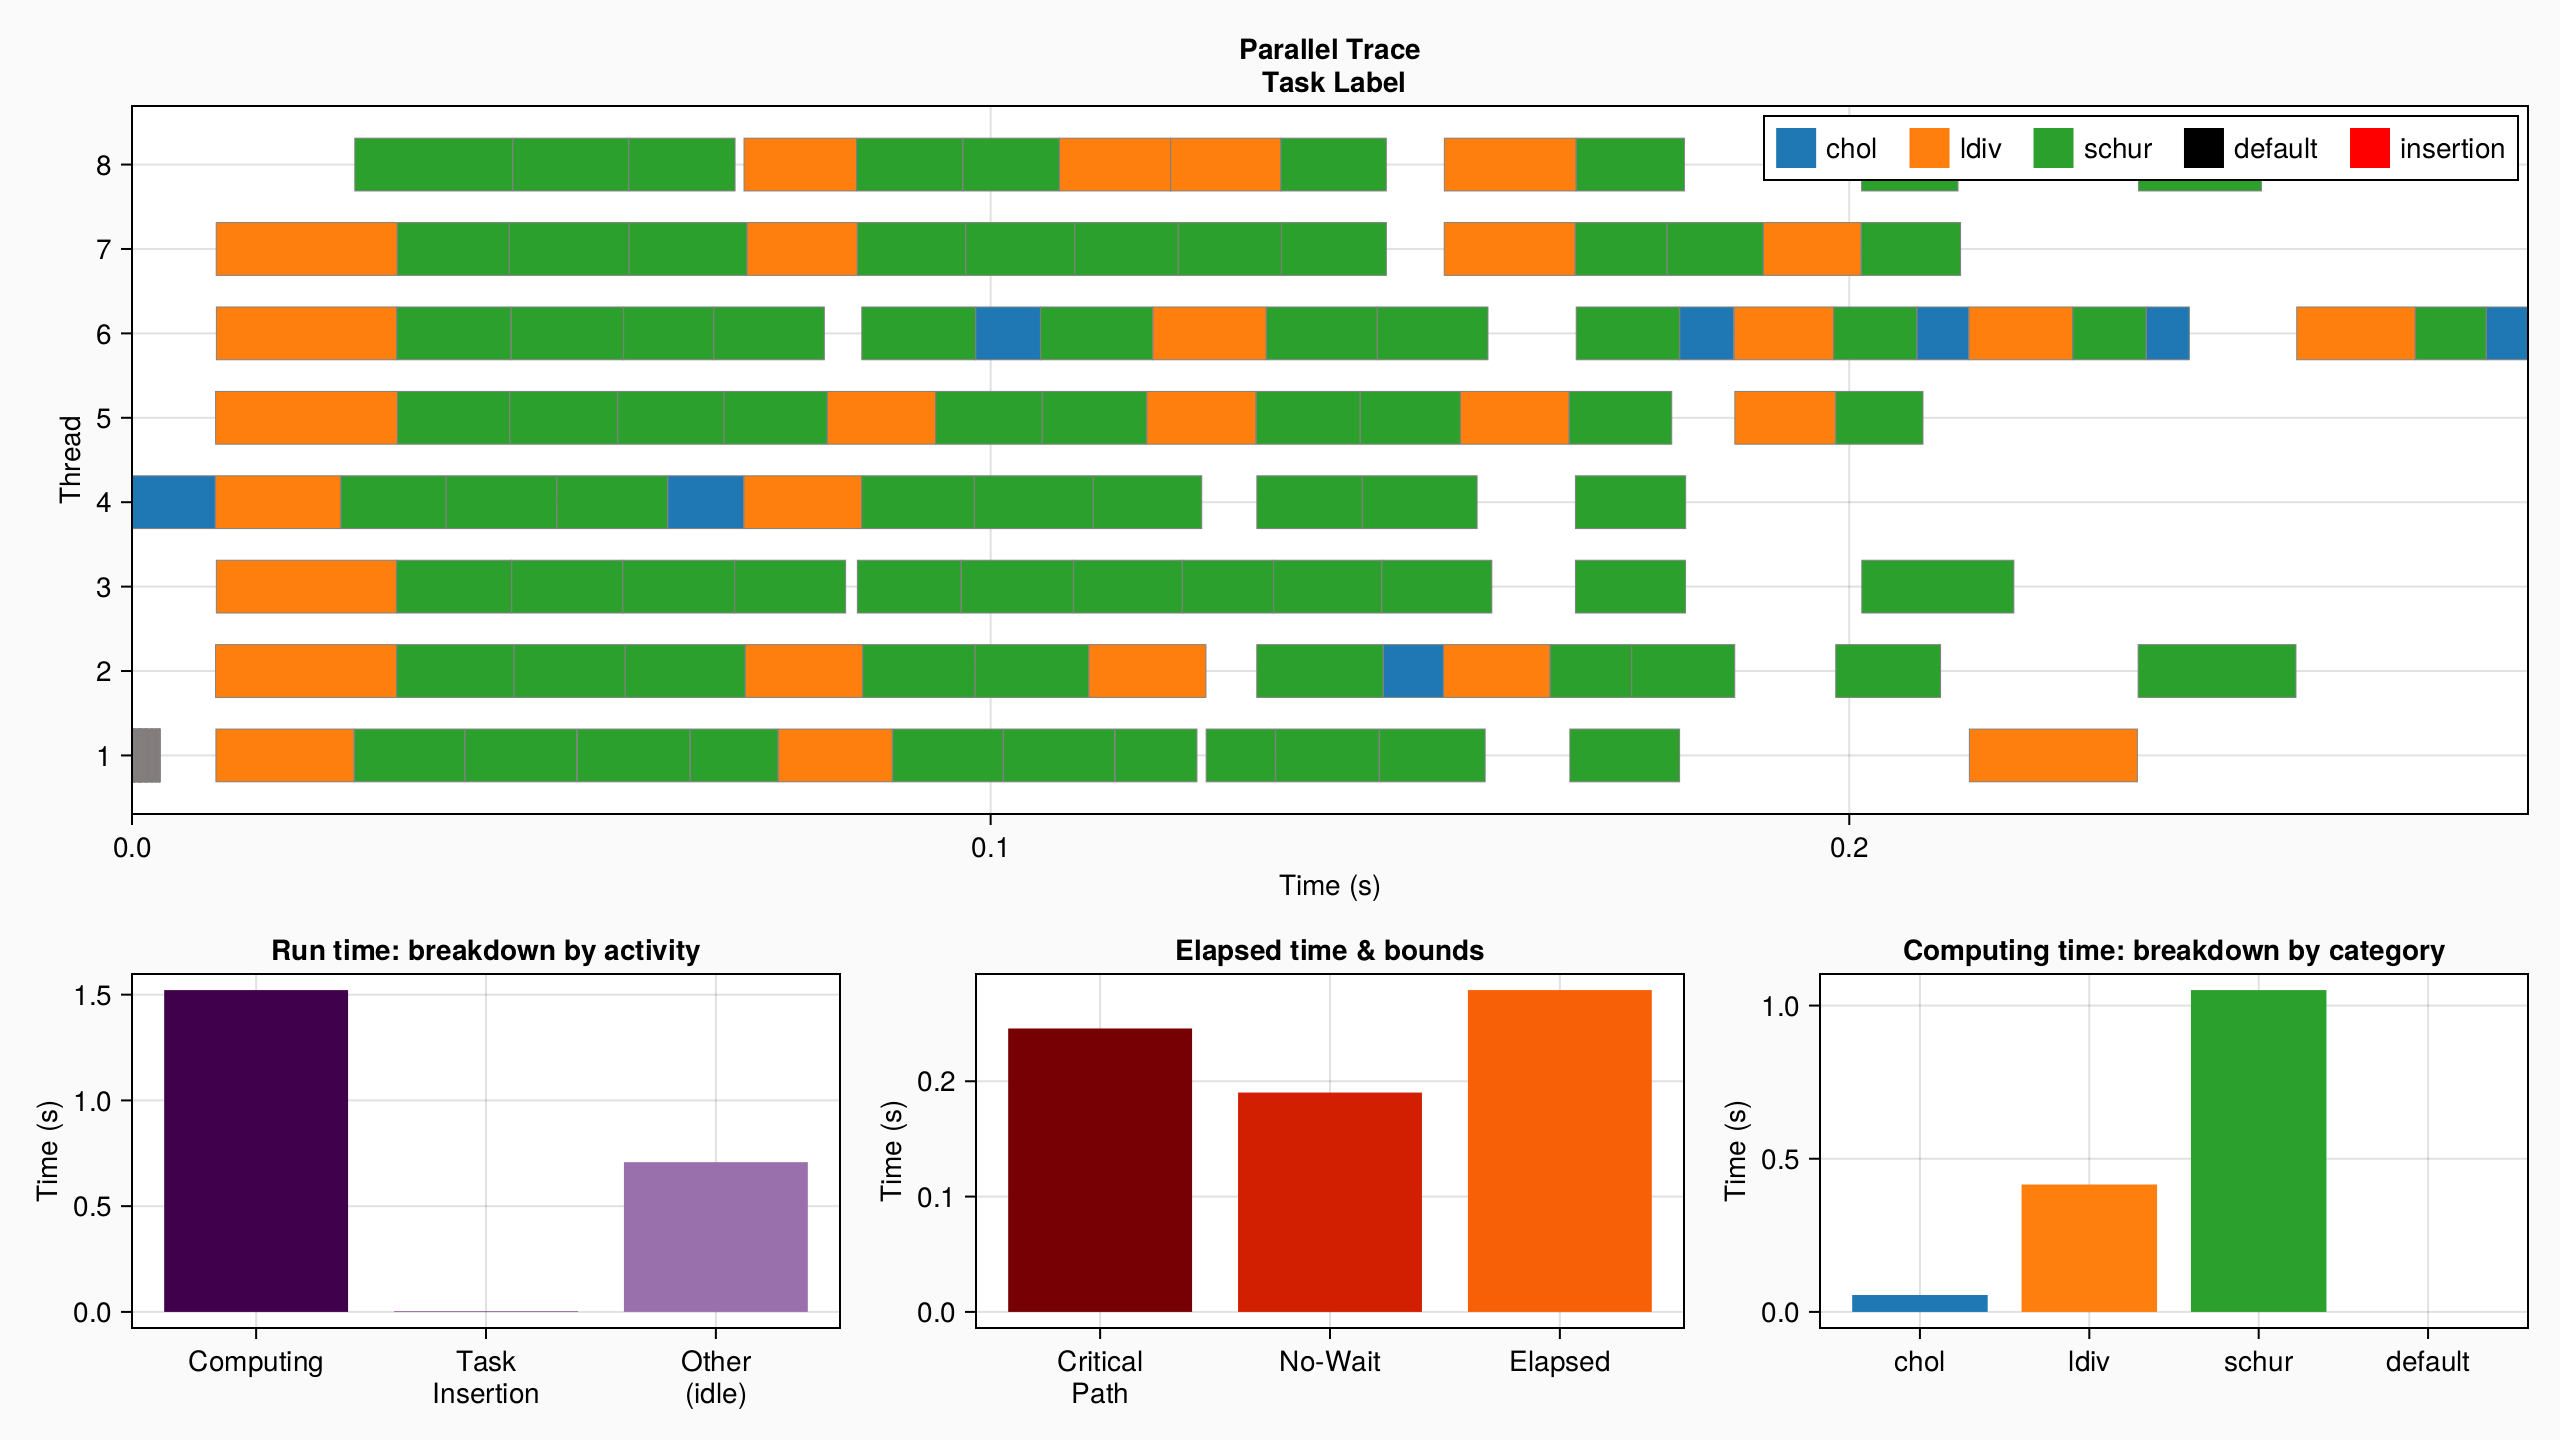 Parallel Trace
Task Label
chol ldiv schur default insertion
8
7
6
5
4
3
2
1
Thread
0.0 0.1 0.2
Time (s)
Run time: breakdown by activity
1.5
1.0
0.5
0.0
Time (s)
Computing Task Insertion Other (idle)
Elapsed time & bounds
0.2
0.1
0.0
Time (s)
Critical Path No-Wait Elapsed
Computing time: breakdown by category
1.0
0.5
0.0
Time (s)
chol ldiv schur default